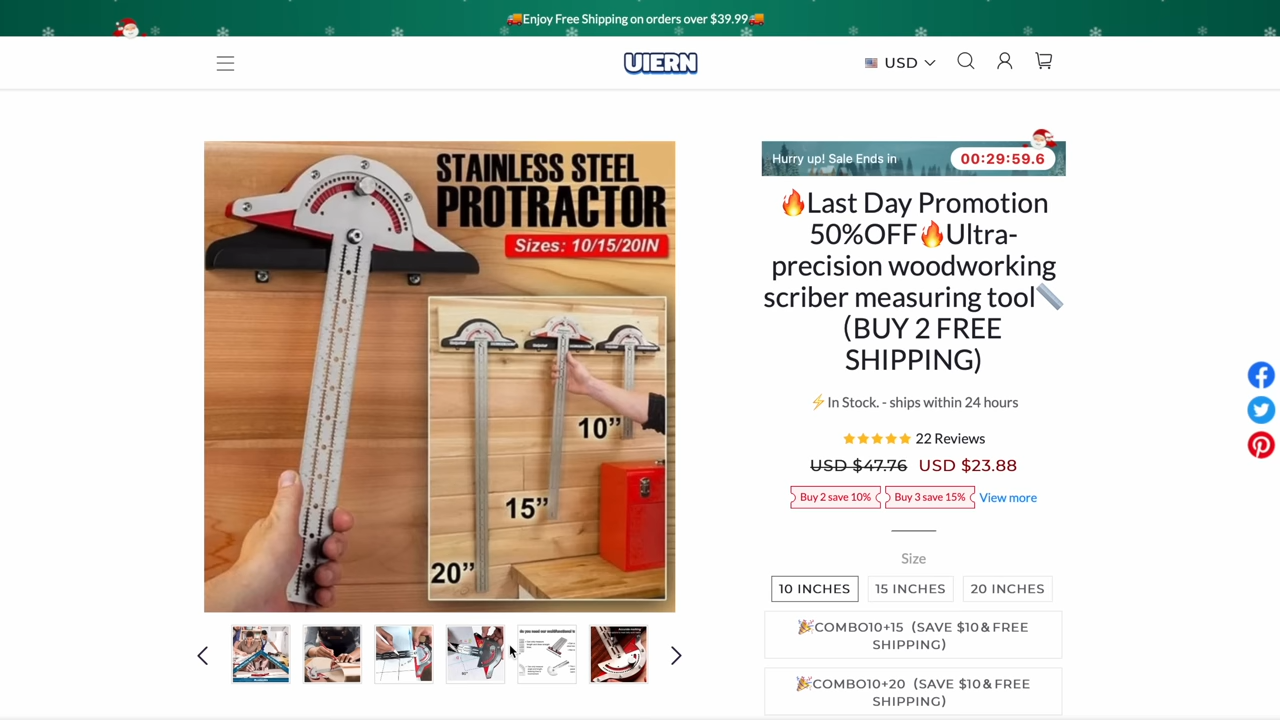 🚚Enjoy Free Shipping on orders over $39.99🚚
UIERN
USD
STAINLESS STEEL
PROTRACTOR
Sizes: 10/15/20IN
10”
15”
20”
Hurry up! Sale Ends in
00:29:59.6
🔥Last Day Promotion
50%OFF🔥Ultra-
precision woodworking
scriber measuring tool📏
(BUY 2 FREE
SHIPPING)
⚡In Stock. - ships within 24 hours
22 Reviews
USD $47.76 USD $23.88
Buy 2 save 10% Buy 3 save 15% View more
Size
10 INCHES 15 INCHES 20 INCHES
🎉COMBO10+15（SAVE $10&FREE
SHIPPING）
🎉COMBO10+20（SAVE $10&FREE
SHIPPING）